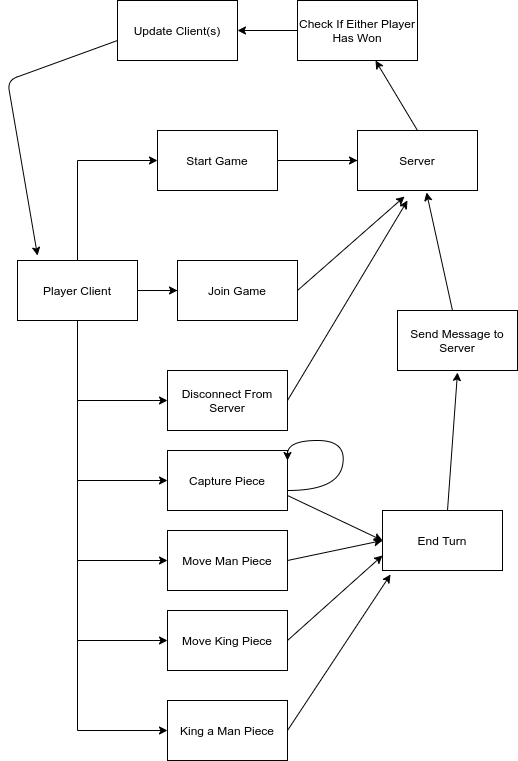 Update Client(s)
Check If Either Player
Has Won
Start Game
Server
Player Client
Join Game
Send Message to
Server
Disconnect From
Server
Capture Piece
End Turn
Move Man Piece
Move King Piece
King a Man Piece